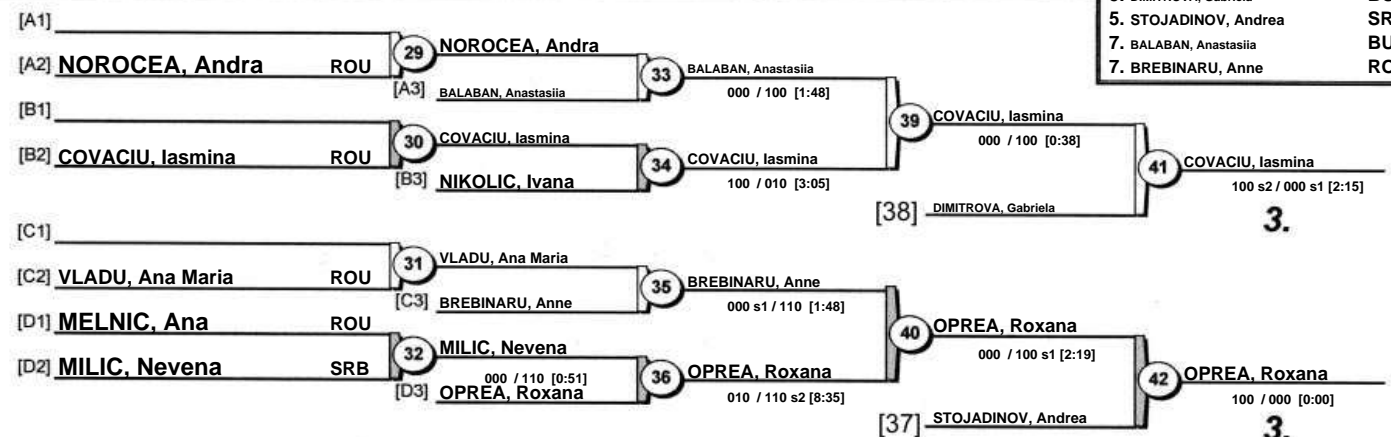 5. STOJADINOV, Andrea SR
7. BALABAN, Anastasiia BU
7. BREBINARU, Anne RO
[A1]
[A2] NOROCEA, Andra ROU
29
NOROCEA, Andra
[A3] BALABAN, Anastasiia
33
BALABAN, Anastasiia
000 / 100 [1:48]
[B1]
[B2] COVACIU, Iasmina ROU
30
COVACIU, Iasmina
[B3] NIKOLIC, Ivana
34
COVACIU, Iasmina
100 / 010 [3:05]
39
COVACIU, Iasmina
000 / 100 [0:38]
[38] DIMITROVA, Gabriela
41
COVACIU, Iasmina
100 s2 / 000 s1 [2:15]
3.
[C1]
[C2] VLADU, Ana Maria ROU
31
VLADU, Ana Maria
[C3] BREBINARU, Anne
35
BREBINARU, Anne
000 s1 / 110 [1:48]
[D1] MELNIC, Ana ROU
[D2] MILIC, Nevena SRB
32
MILIC, Nevena
000 / 110 [0:51]
[D3] OPREA, Roxana
36
OPREA, Roxana
010 / 110 s2 [8:35]
40
OPREA, Roxana
000 / 100 s1 [2:19]
[37] STOJADINOV, Andrea
42
OPREA, Roxana
100 / 000 [0:00]
3.